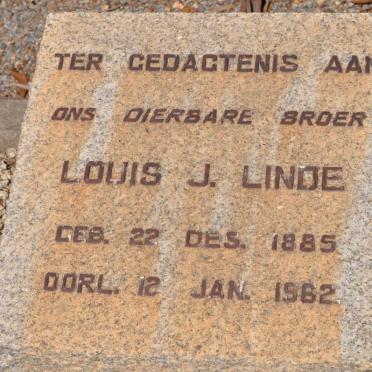 TER GEDACTENIS AAN
ONS DIERBARE BROER
LOUIS J. LINDE
GEB. 22 DES. 1885
OORL. 12 JAN. 1962